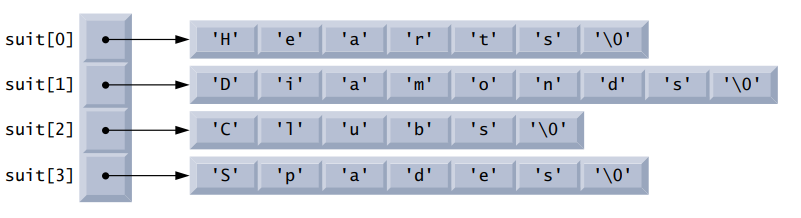 suit[0] 'H' 'e' 'a' 'r' 't' 's' '\0'
suit[1] 'D' 'i' 'a' 'm' 'o' 'n' 'd' 's' '\0'
suit[2] 'C' 'l' 'u' 'b' 's' '\0'
suit[3] 'S' 'p' 'a' 'd' 'e' 's' '\0'